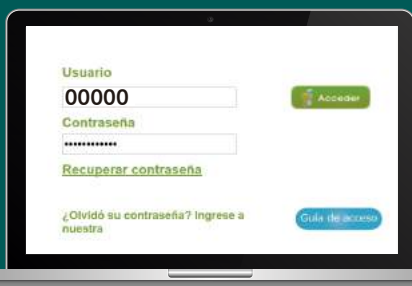 Usuario
00000
Acceder
Contraseña
••••••••••••
Recuperar contraseña
¿Olvidó su contraseña? Ingrese a
nuestra
Guía de acceso